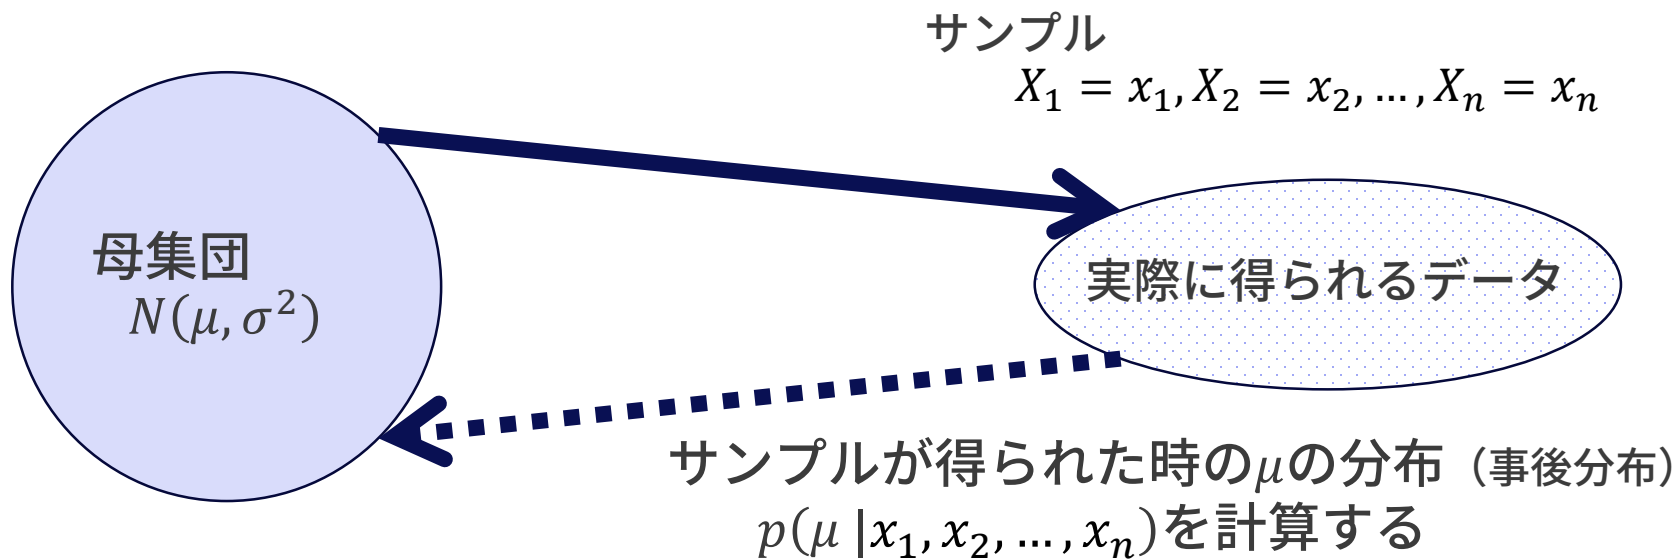 サンプル
X₁ = x₁, X₂ = x₂, … , Xₙ = xₙ
母集団
N(μ, σ²)
実際に得られるデータ
サンプルが得られた時のμの分布（事後分布）
p(μ |x₁, x₂, … , xₙ)を計算する